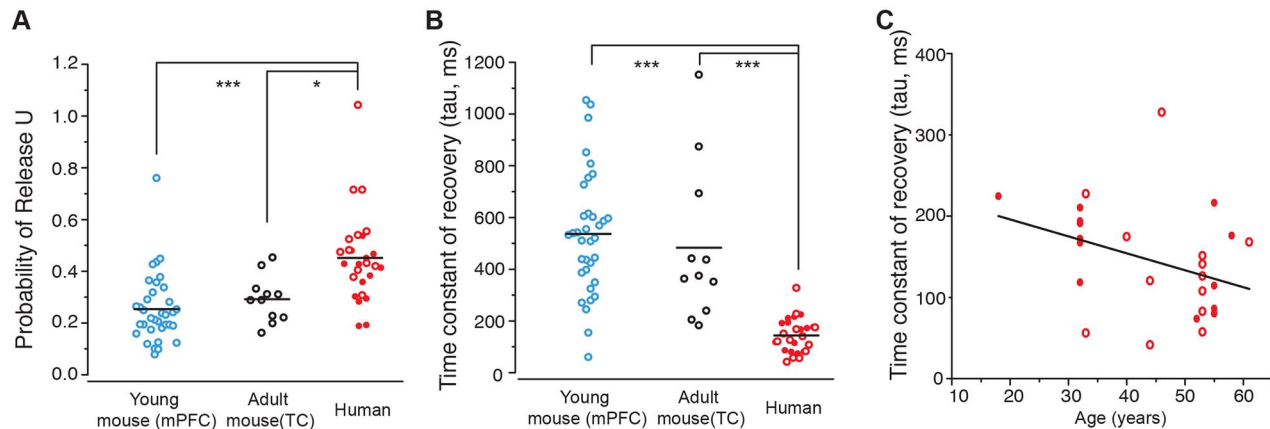 A
Probability of Release U
1.2
1.0
0.8
0.6
0.4
0.2
0.0
***
*
Young
mouse (mPFC)
Adult
mouse(TC)
Human
B
Time constant of recovery (tau, ms)
1200
1000
800
600
400
200
0
***
***
Young
mouse (mPFC)
Adult
mouse(TC)
Human
C
Time constant of recovery (tau, ms)
400
300
200
100
0
10
20
30
40
50
60
Age (years)